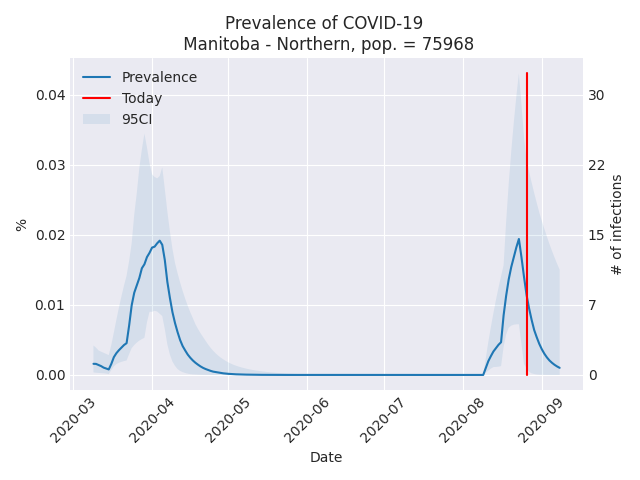 Prevalence of COVID-19
Manitoba - Northern, pop. = 75968
Prevalence
Today
95CI
0.04
0.03
0.02
0.01
0.00
%
30
22
15
7
0
# of infections
2020-03
2020-04
2020-05
2020-06
2020-07
2020-08
2020-09
Date